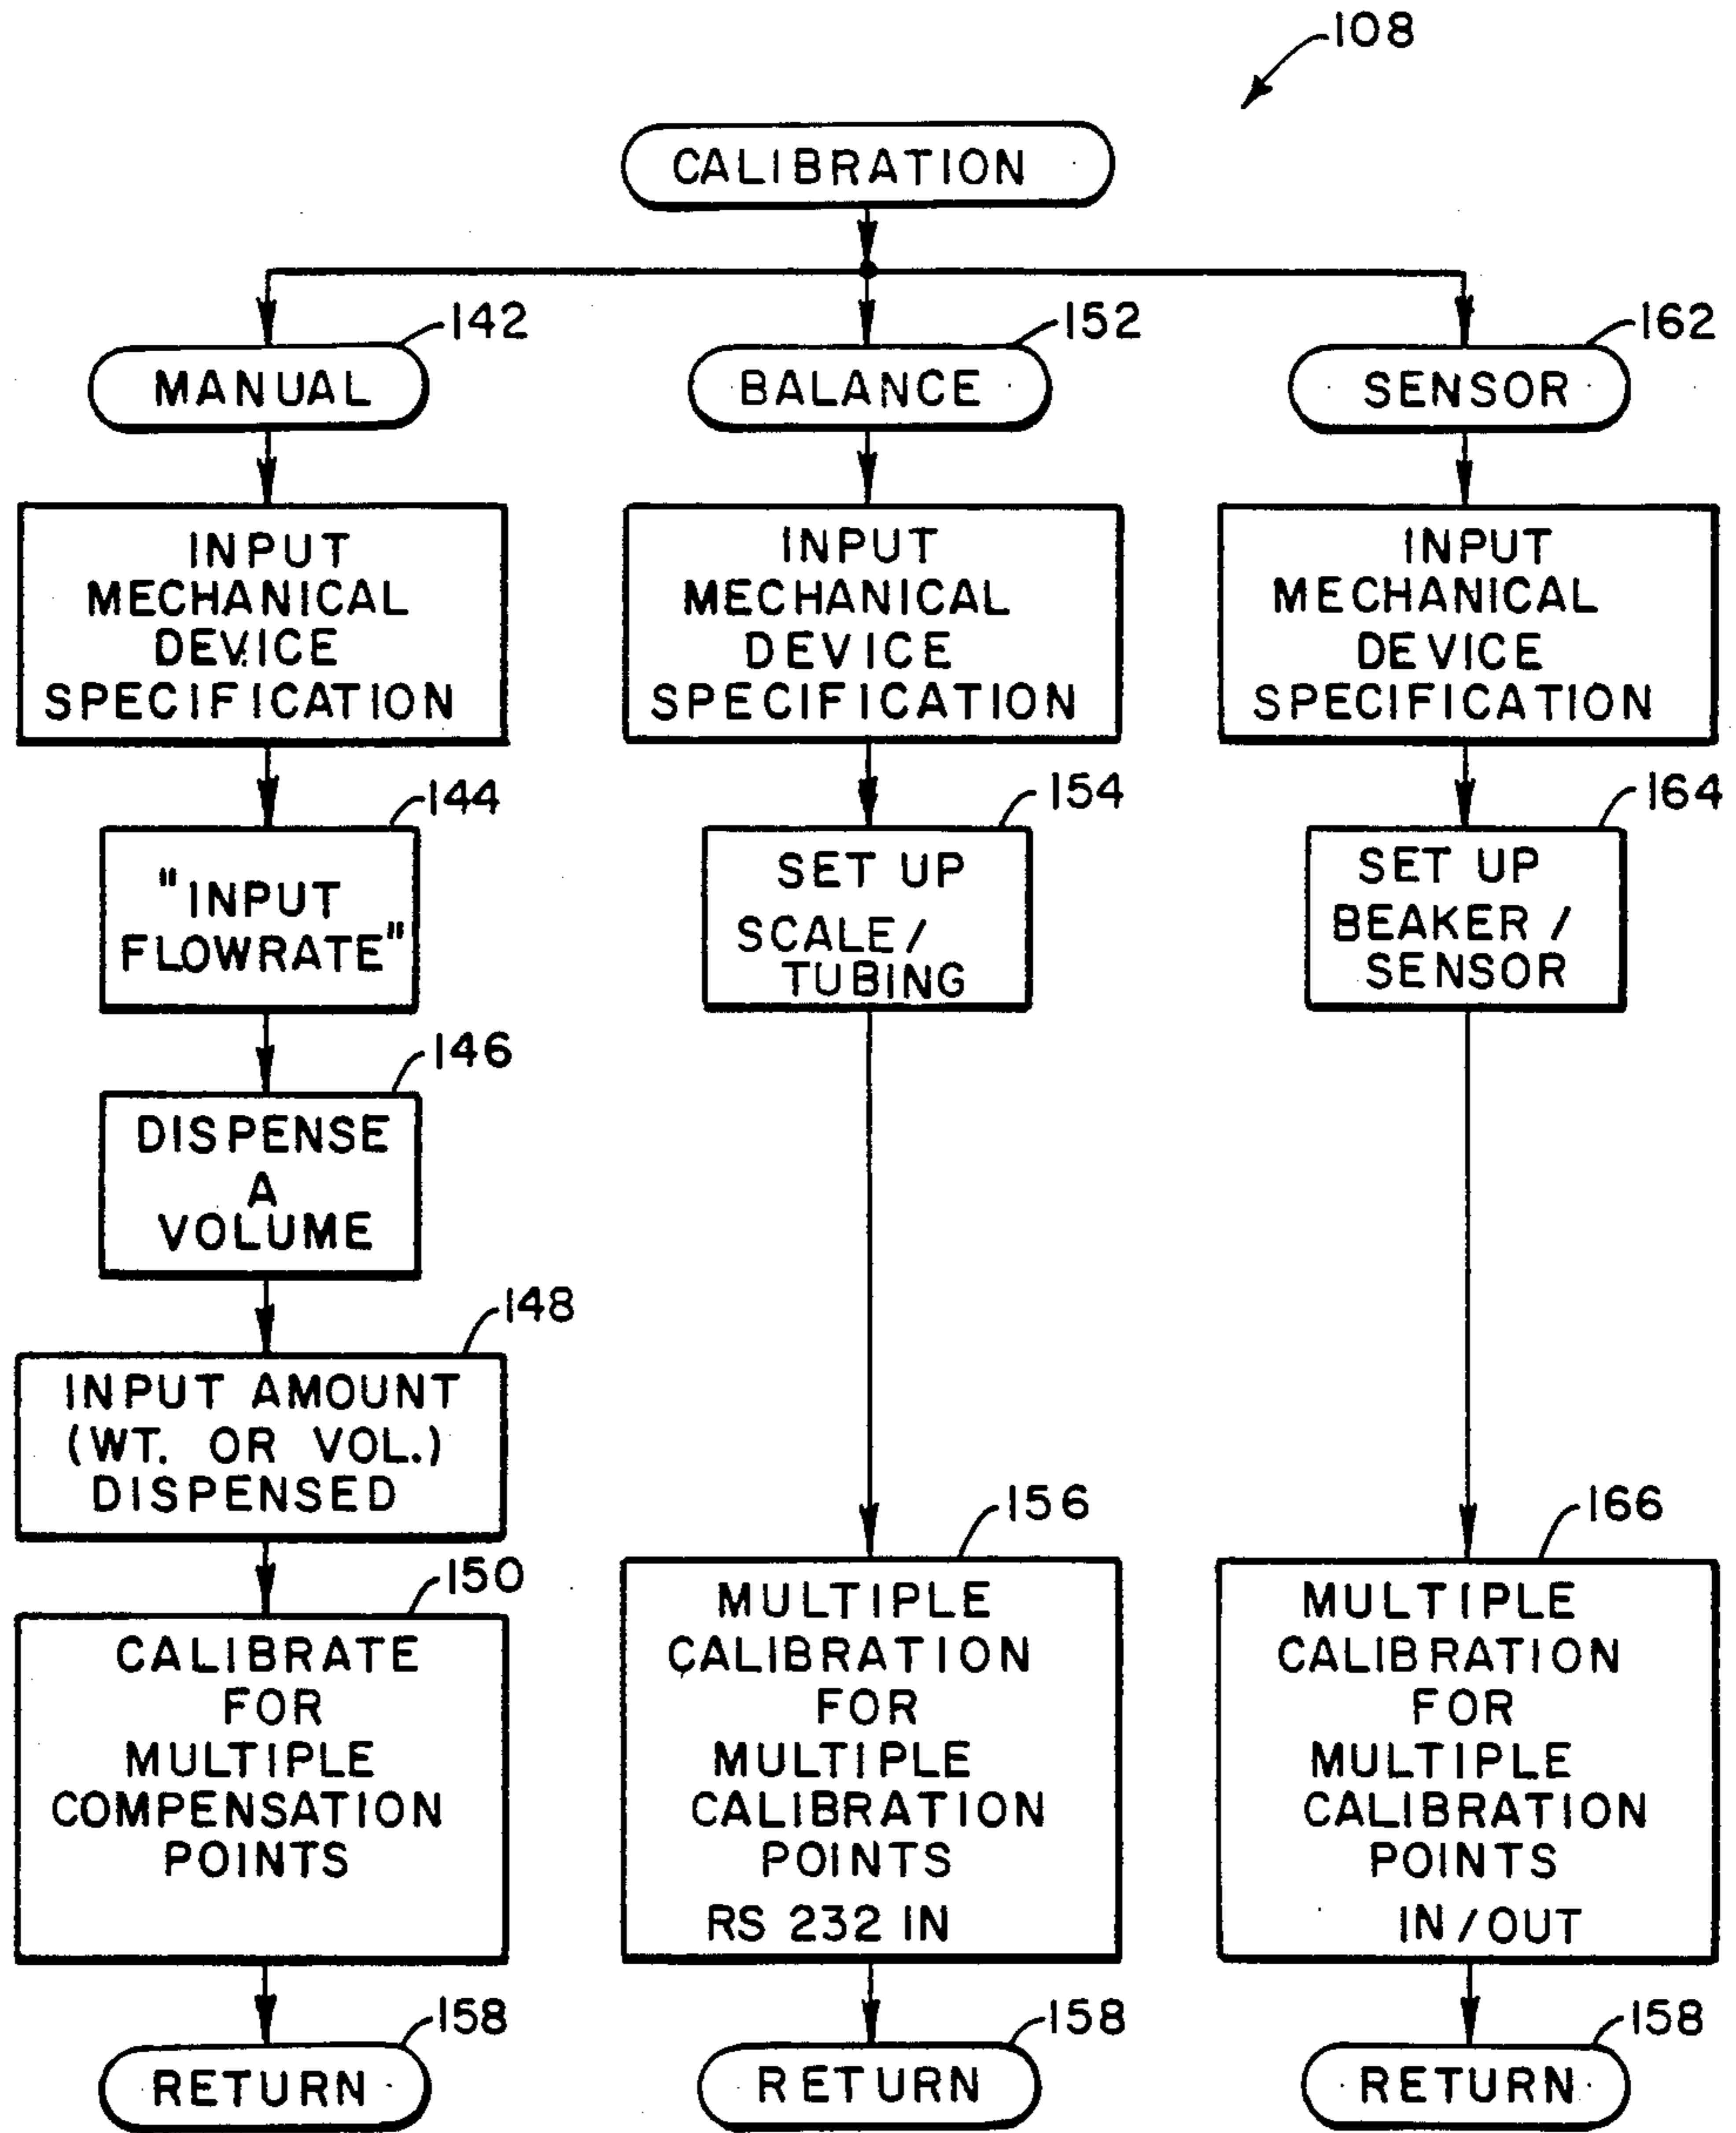 108
CALIBRATION
142
MANUAL
INPUT
MECHANICAL
DEVICE
SPECIFICATION
144
"INPUT
FLOWRATE"
146
DISPENSE
A
VOLUME
148
INPUT AMOUNT
(WT. OR VOL.)
DISPENSED
150
CALIBRATE
FOR
MULTIPLE
COMPENSATION
POINTS
158
RETURN
152
BALANCE
INPUT
MECHANICAL
DEVICE
SPECIFICATION
154
SET UP
SCALE/
TUBING
156
MULTIPLE
CALIBRATION
FOR
MULTIPLE
CALIBRATION
POINTS
RS 232 IN
158
RETURN
162
SENSOR
INPUT
MECHANICAL
DEVICE
SPECIFICATION
164
SET UP
BEAKER/
SENSOR
166
MULTIPLE
CALIBRATION
FOR
MULTIPLE
CALIBRATION
POINTS
IN/OUT
158
RETURN